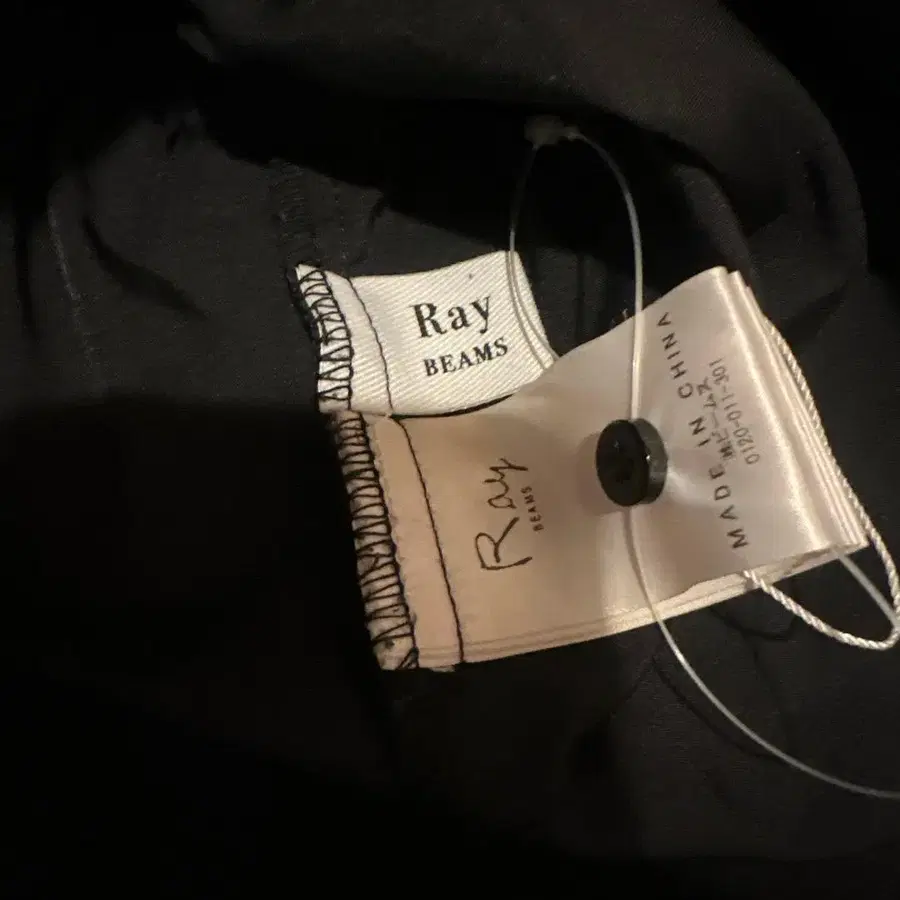 Ray
BEAMS
Ray
BEAMS
MADE IN CHINA
0120-011-301